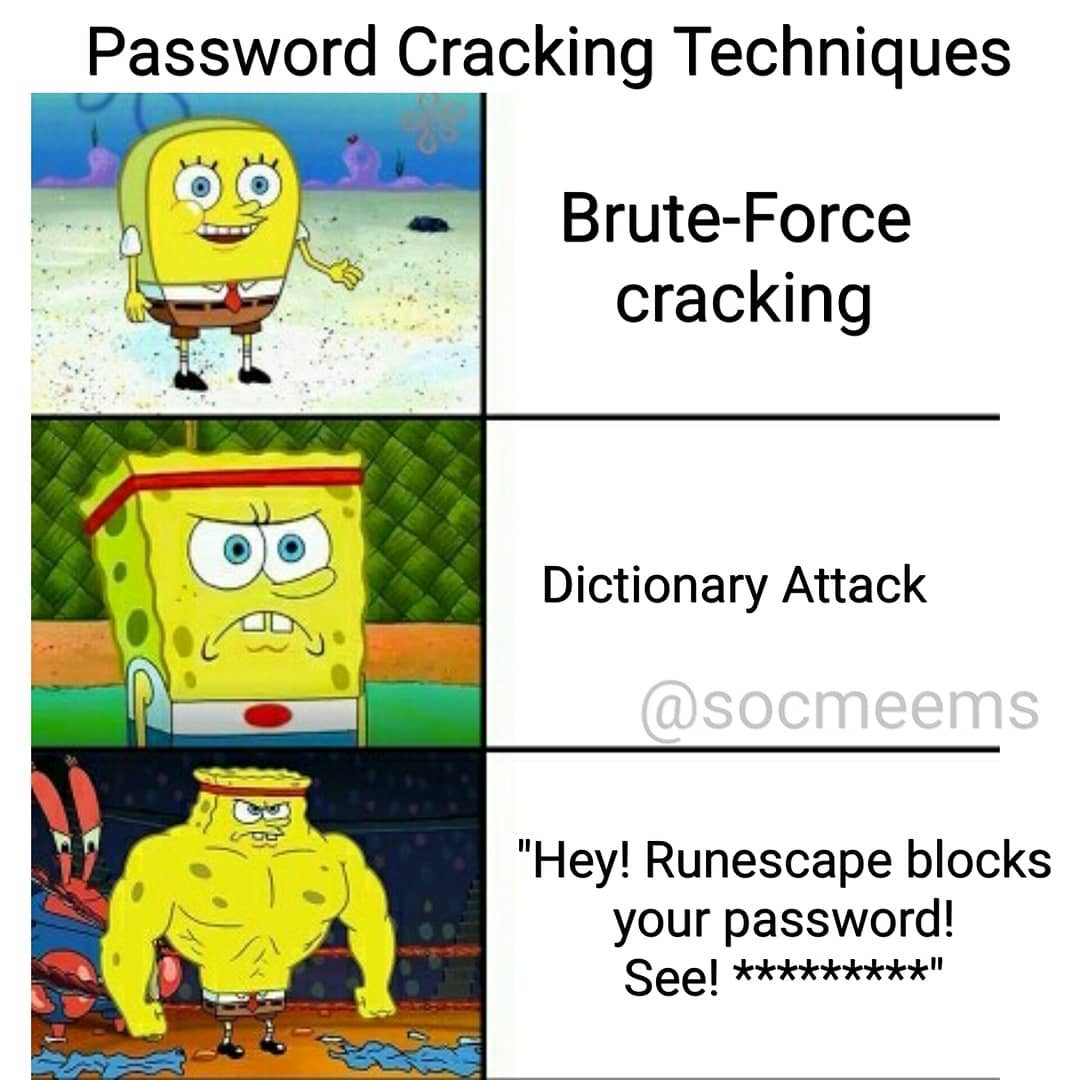 Password Cracking Techniques
Brute-Force
cracking
Dictionary Attack
@socmeems
"Hey! Runescape blocks
your password!
See! *********"